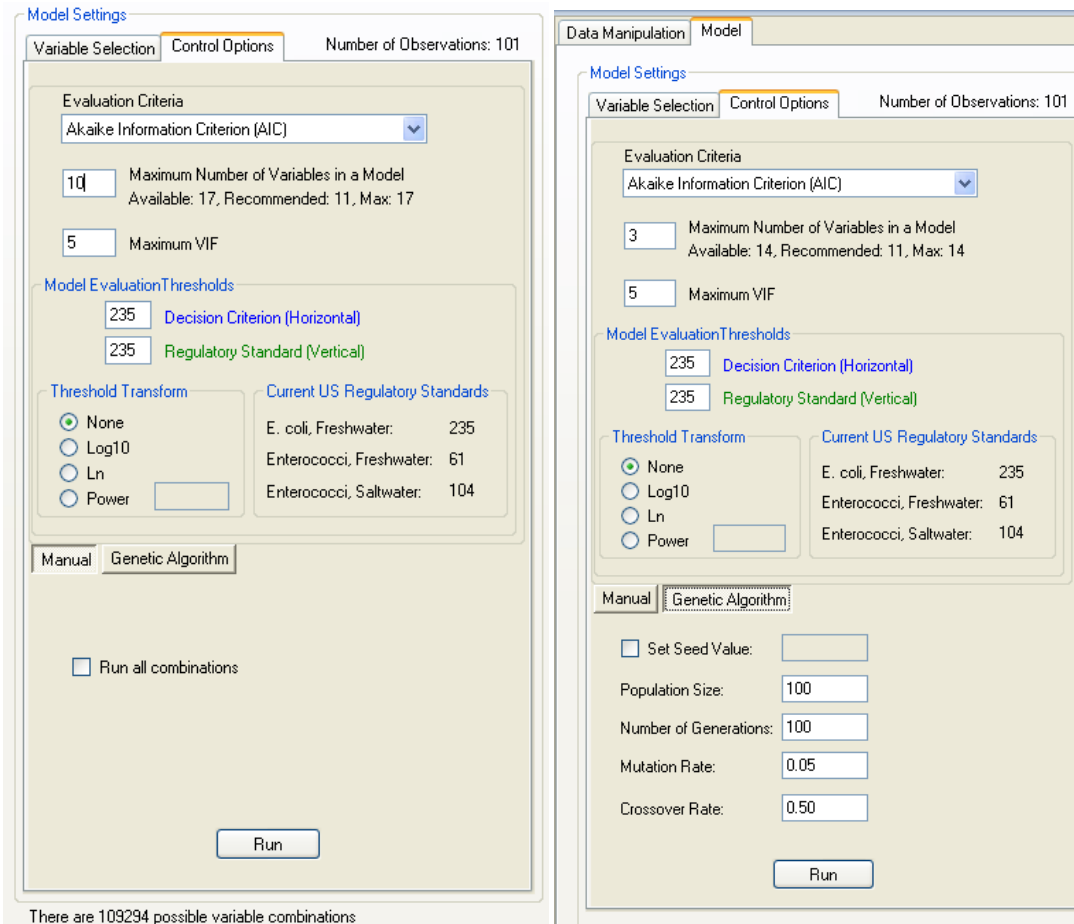 Model Settings
Variable Selection
Control Options
Number of Observations: 101
Evaluation Criteria
Akaike Information Criterion (AIC)
10
Maximum Number of Variables in a Model
Available: 17, Recommended: 11, Max: 17
5
Maximum VIF
Model EvaluationThresholds
235
Decision Criterion (Horizontal)
235
Regulatory Standard (Vertical)
Threshold Transform
None
Log10
Ln
Power
Current US Regulatory Standards
E. coli, Freshwater: 235
Enterococci, Freshwater: 61
Enterococci, Saltwater: 104
Manual
Genetic Algorithm
Run all combinations
Run
There are 109294 possible variable combinations
Data Manipulation
Model
Model Settings
Variable Selection
Control Options
Number of Observations: 101
Evaluation Criteria
Akaike Information Criterion (AIC)
3
Maximum Number of Variables in a Model
Available: 14, Recommended: 11, Max: 14
5
Maximum VIF
Model EvaluationThresholds
235
Decision Criterion (Horizontal)
235
Regulatory Standard (Vertical)
Threshold Transform
None
Log10
Ln
Power
Current US Regulatory Standards
E. coli, Freshwater: 235
Enterococci, Freshwater: 61
Enterococci, Saltwater: 104
Manual
Genetic Algorithm
Set Seed Value:
Population Size: 100
Number of Generations: 100
Mutation Rate: 0.05
Crossover Rate: 0.50
Run